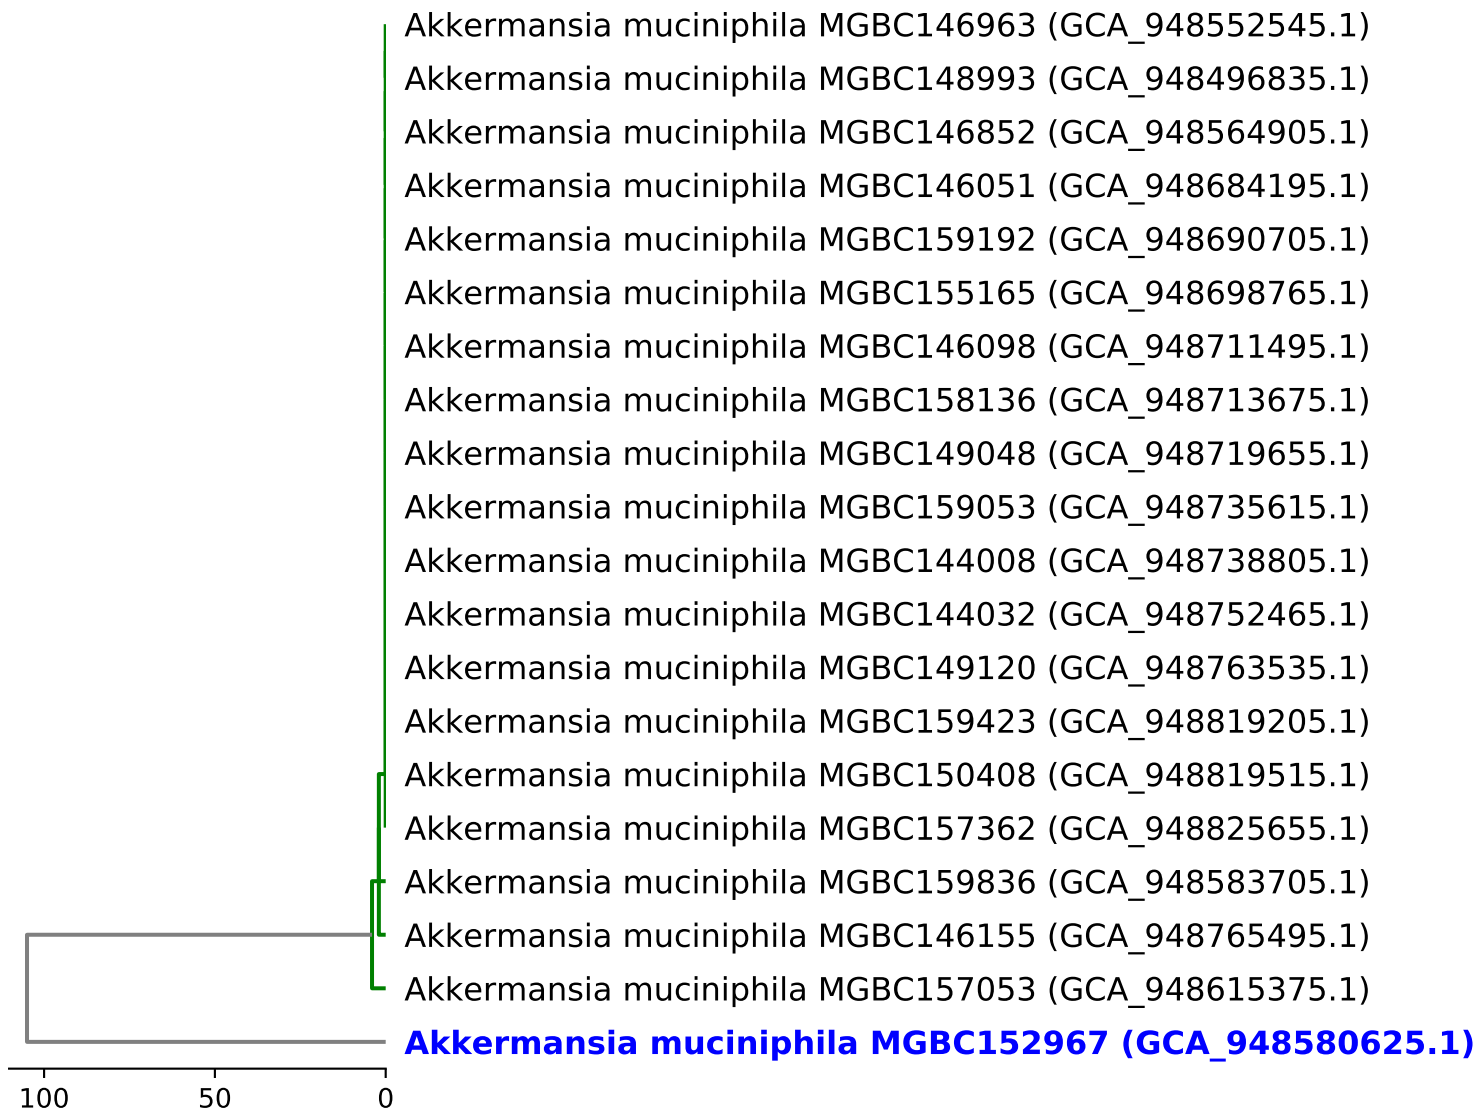 Akkermansia muciniphila MGBC146963 (GCA_948552545.1)
Akkermansia muciniphila MGBC148993 (GCA_948496835.1)
Akkermansia muciniphila MGBC146852 (GCA_948564905.1)
Akkermansia muciniphila MGBC146051 (GCA_948684195.1)
Akkermansia muciniphila MGBC159192 (GCA_948690705.1)
Akkermansia muciniphila MGBC155165 (GCA_948698765.1)
Akkermansia muciniphila MGBC146098 (GCA_948711495.1)
Akkermansia muciniphila MGBC158136 (GCA_948713675.1)
Akkermansia muciniphila MGBC149048 (GCA_948719655.1)
Akkermansia muciniphila MGBC159053 (GCA_948735615.1)
Akkermansia muciniphila MGBC144008 (GCA_948738805.1)
Akkermansia muciniphila MGBC144032 (GCA_948752465.1)
Akkermansia muciniphila MGBC149120 (GCA_948763535.1)
Akkermansia muciniphila MGBC159423 (GCA_948819205.1)
Akkermansia muciniphila MGBC150408 (GCA_948819515.1)
Akkermansia muciniphila MGBC157362 (GCA_948825655.1)
Akkermansia muciniphila MGBC159836 (GCA_948583705.1)
Akkermansia muciniphila MGBC146155 (GCA_948765495.1)
Akkermansia muciniphila MGBC157053 (GCA_948615375.1)
Akkermansia muciniphila MGBC152967 (GCA_948580625.1)
100 50 0